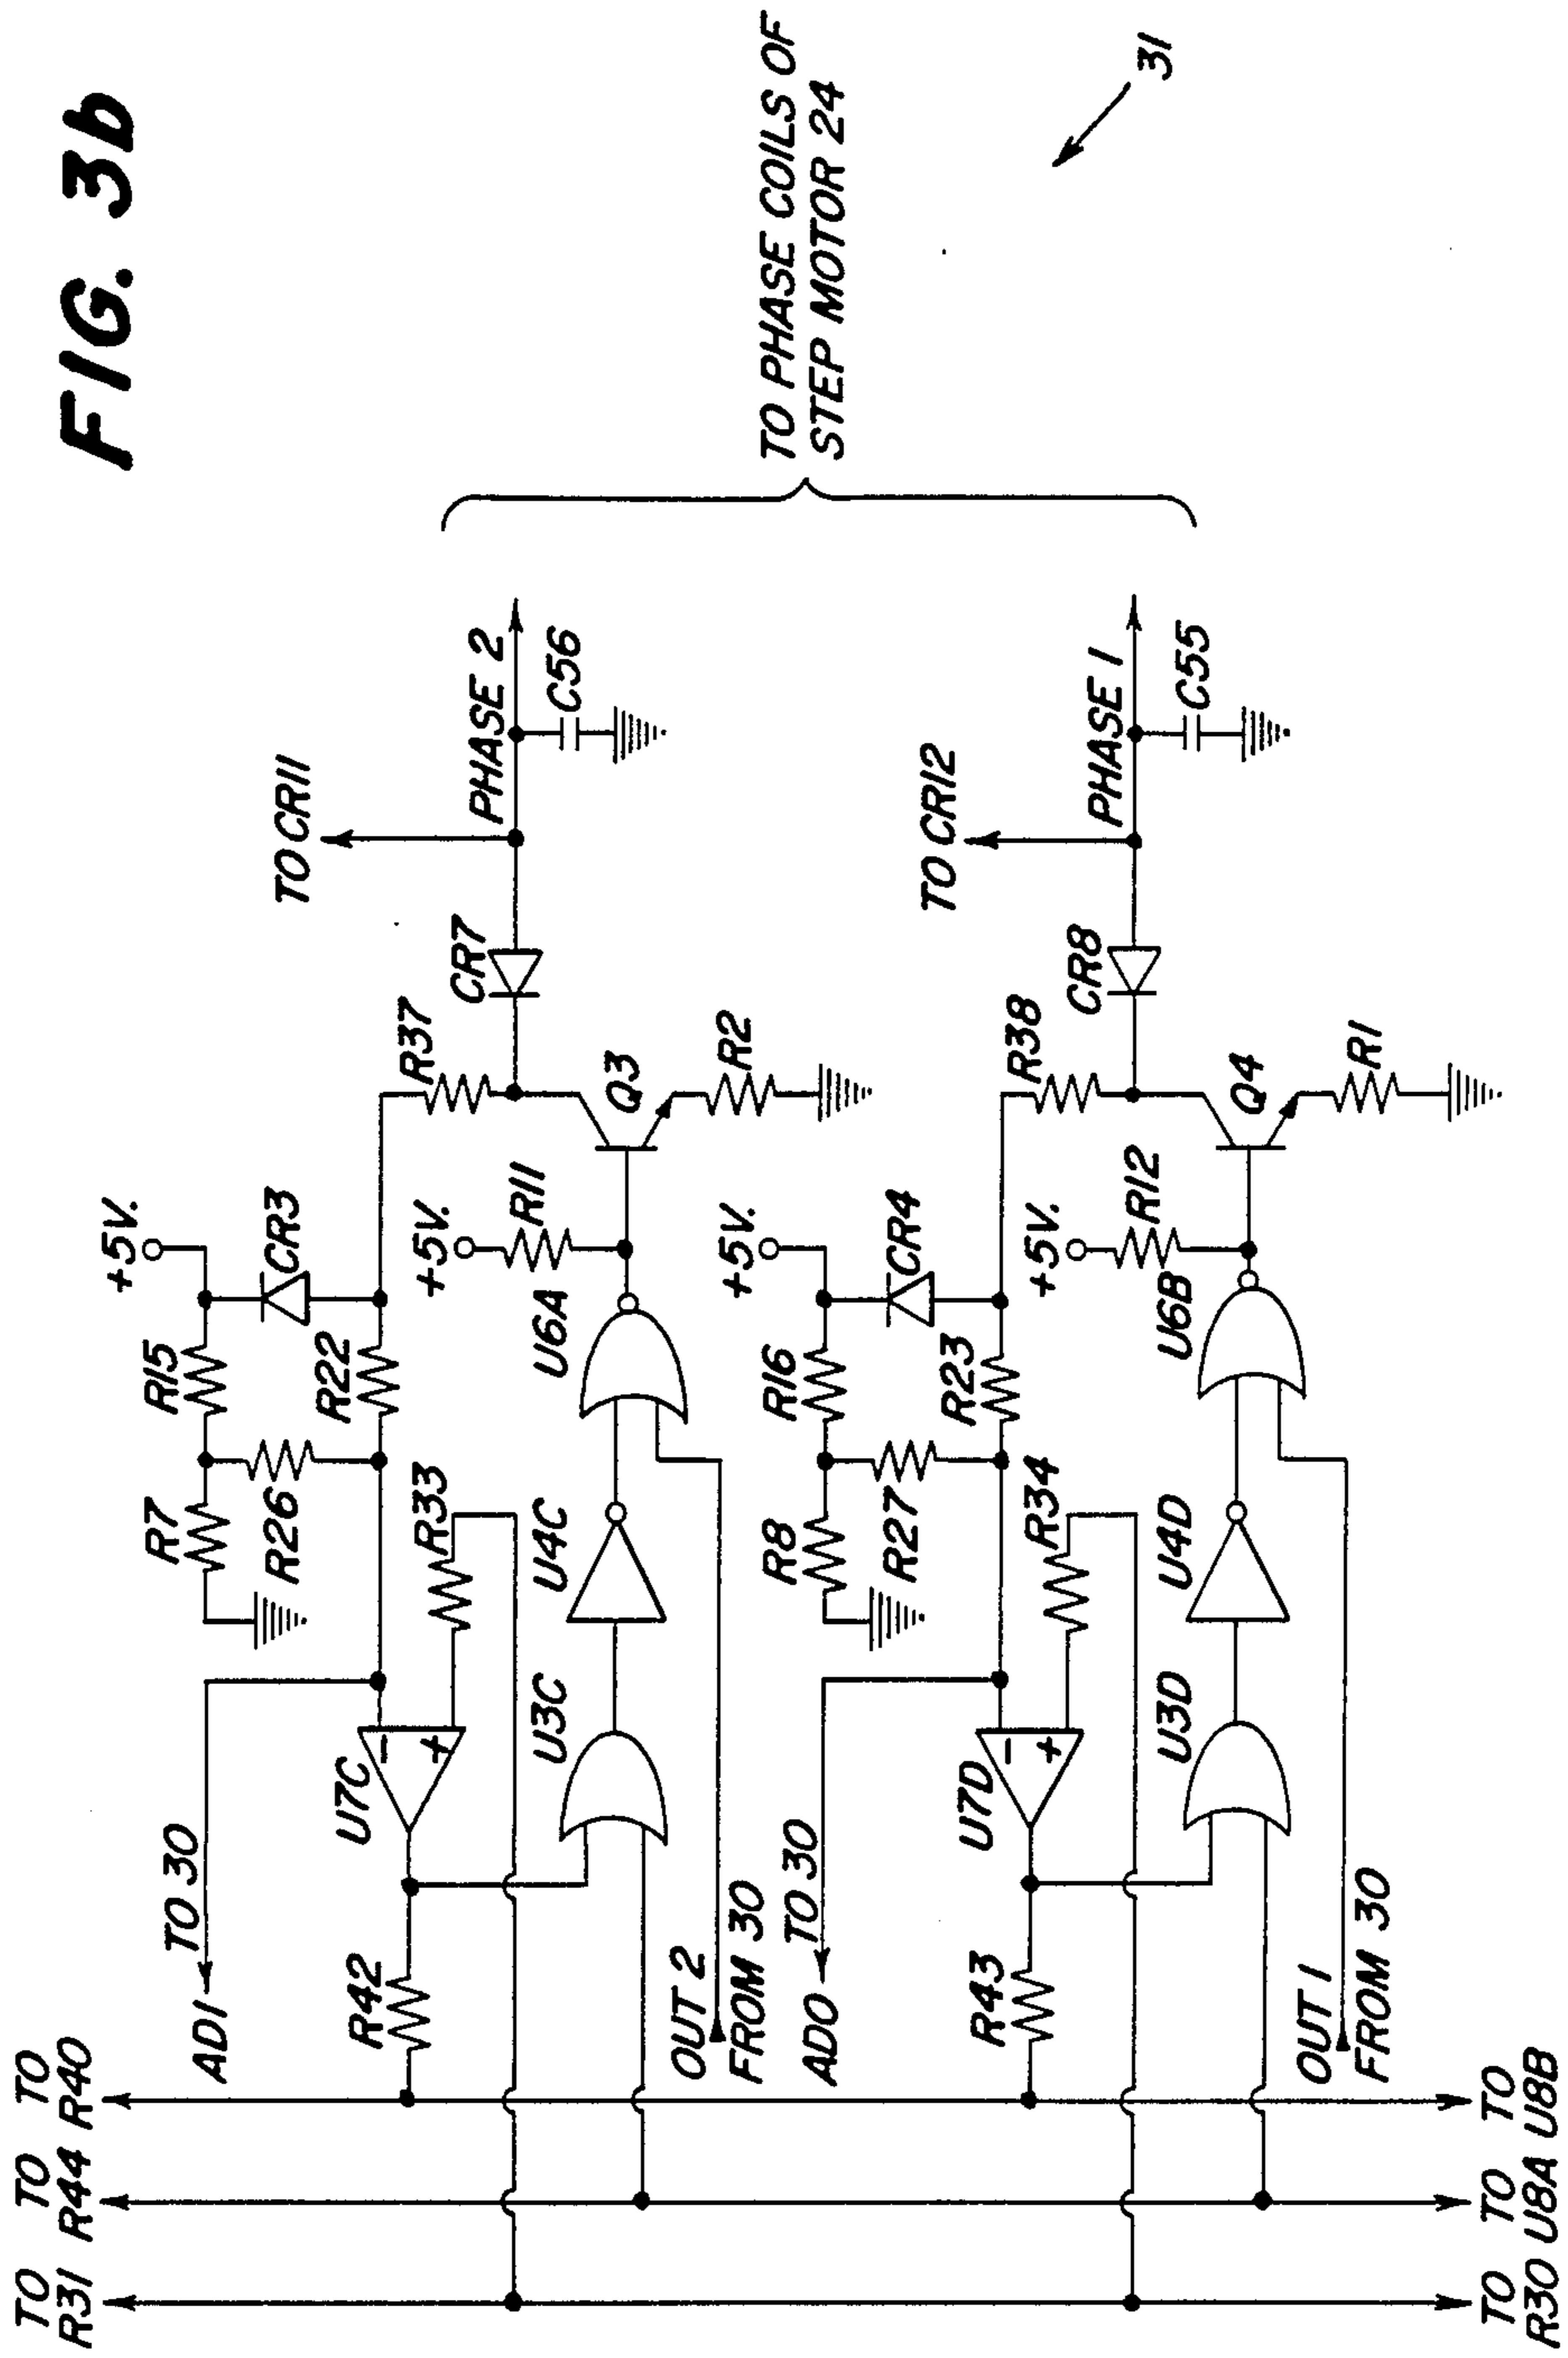 FIG. 3b
TO
R31
TO
R44
TO
R40
AD1
TO 30
R7
R15
+5V.
CR3
R26
R22
R42
U7C
-
+
R33
R37
TO CR11
CR7
PHASE 2
C56
U3C
U4C
U6A
+5V.
R11
Q3
R2
OUT 2
FROM 30
TO PHASE COILS OF
STEP MOTOR 24
31
ADO
TO 30
R8
R16
+5V.
CR4
R27
R23
R43
U7D
-
+
R34
R38
TO CR12
CR8
PHASE 1
C55
U3D
U4D
U6B
+5V.
R12
Q4
R1
OUT 1
FROM 30
TO
R30
TO
U8A
TO
U8B